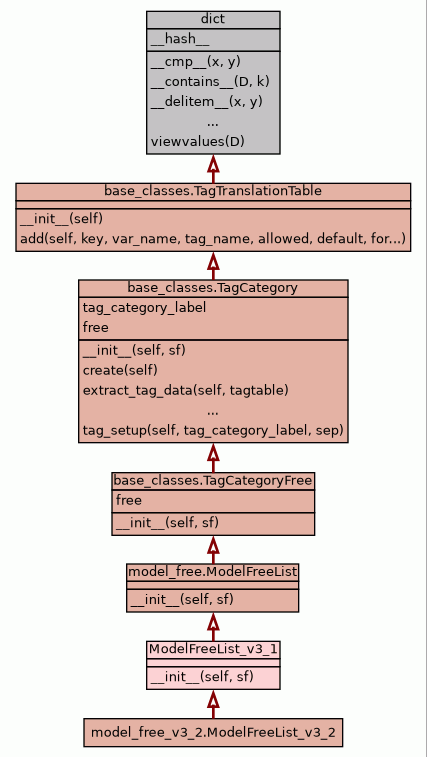 dict
__hash__
__cmp__(x, y)
__contains__(D, k)
__delitem__(x, y)
...
viewvalues(D)
base_classes.TagTranslationTable
__init__(self)
add(self, key, var_name, tag_name, allowed, default, for...)
base_classes.TagCategory
tag_category_label
free
__init__(self, sf)
create(self)
extract_tag_data(self, tagtable)
...
tag_setup(self, tag_category_label, sep)
base_classes.TagCategoryFree
free
__init__(self, sf)
model_free.ModelFreeList
__init__(self, sf)
ModelFreeList_v3_1
__init__(self, sf)
model_free_v3_2.ModelFreeList_v3_2